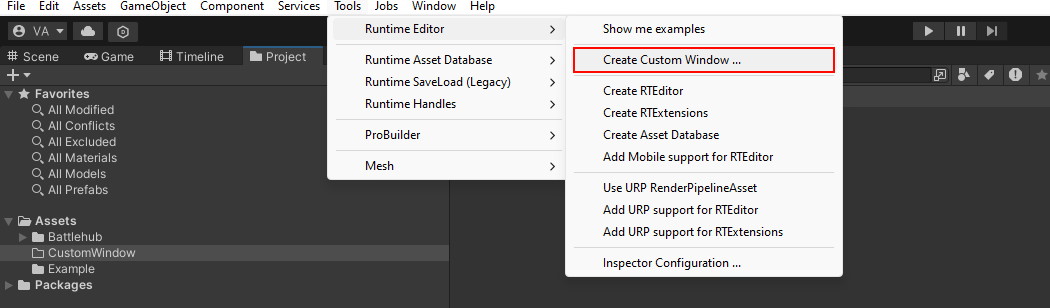 File Edit Assets GameObject Component Services Tools Jobs Window Help
VA
Scene Game Timeline Project
Favorites
All Modified
All Conflicts
All Excluded
All Materials
All Models
All Prefabs
Assets
Battlehub
CustomWindow
Example
Packages
Runtime Editor
Runtime Asset Database
Runtime SaveLoad (Legacy)
Runtime Handles
ProBuilder
Mesh
Show me examples
Create Custom Window ...
Create RTEditor
Create RTExtensions
Create Asset Database
Add Mobile support for RTEditor
Use URP RenderPipelineAsset
Add URP support for RTEditor
Add URP support for RTExtensions
Inspector Configuration ...